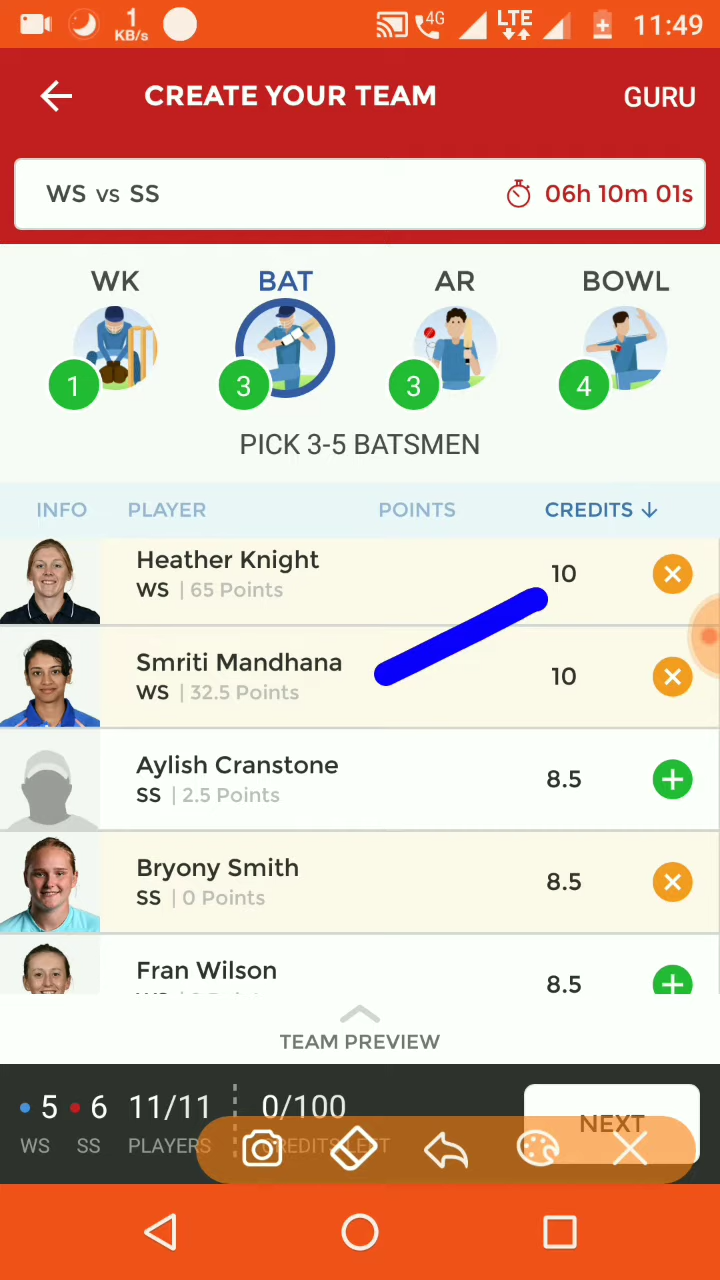 1
KB/s
4G
LTE
11:49
CREATE YOUR TEAM
GURU
WS vs SS
06h 10m 01s
WK
BAT
AR
BOWL
1
3
3
4
PICK 3-5 BATSMEN
INFO
PLAYER
POINTS
CREDITS
Heather Knight
WS | 65 Points
10
Smriti Mandhana
WS | 32.5 Points
10
Aylish Cranstone
SS | 2.5 Points
8.5
Bryony Smith
SS | 0 Points
8.5
Fran Wilson
8.5
TEAM PREVIEW
5
6
11/11
0/100
NEXT
WS
SS
PLAYERS
CREDITS LEFT